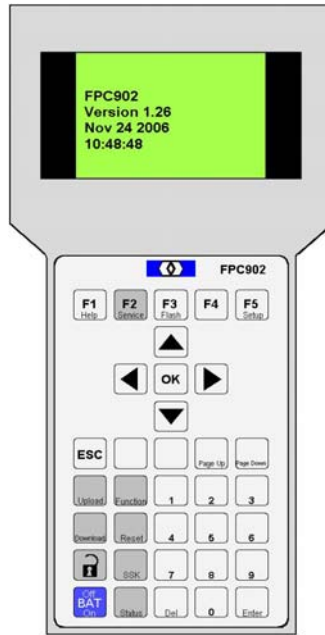 FPC902
Version 1.26
Nov 24 2006
10:48:48
FPC902
F1 F2 F3 F4 F5
Help Service Flash Setup
OK
ESC Page Up Page Down
Upload Function 1 2 3
Download Reset 4 5 6
SSK 7 8 9
Off
BAT
On Status Del 0 Enter